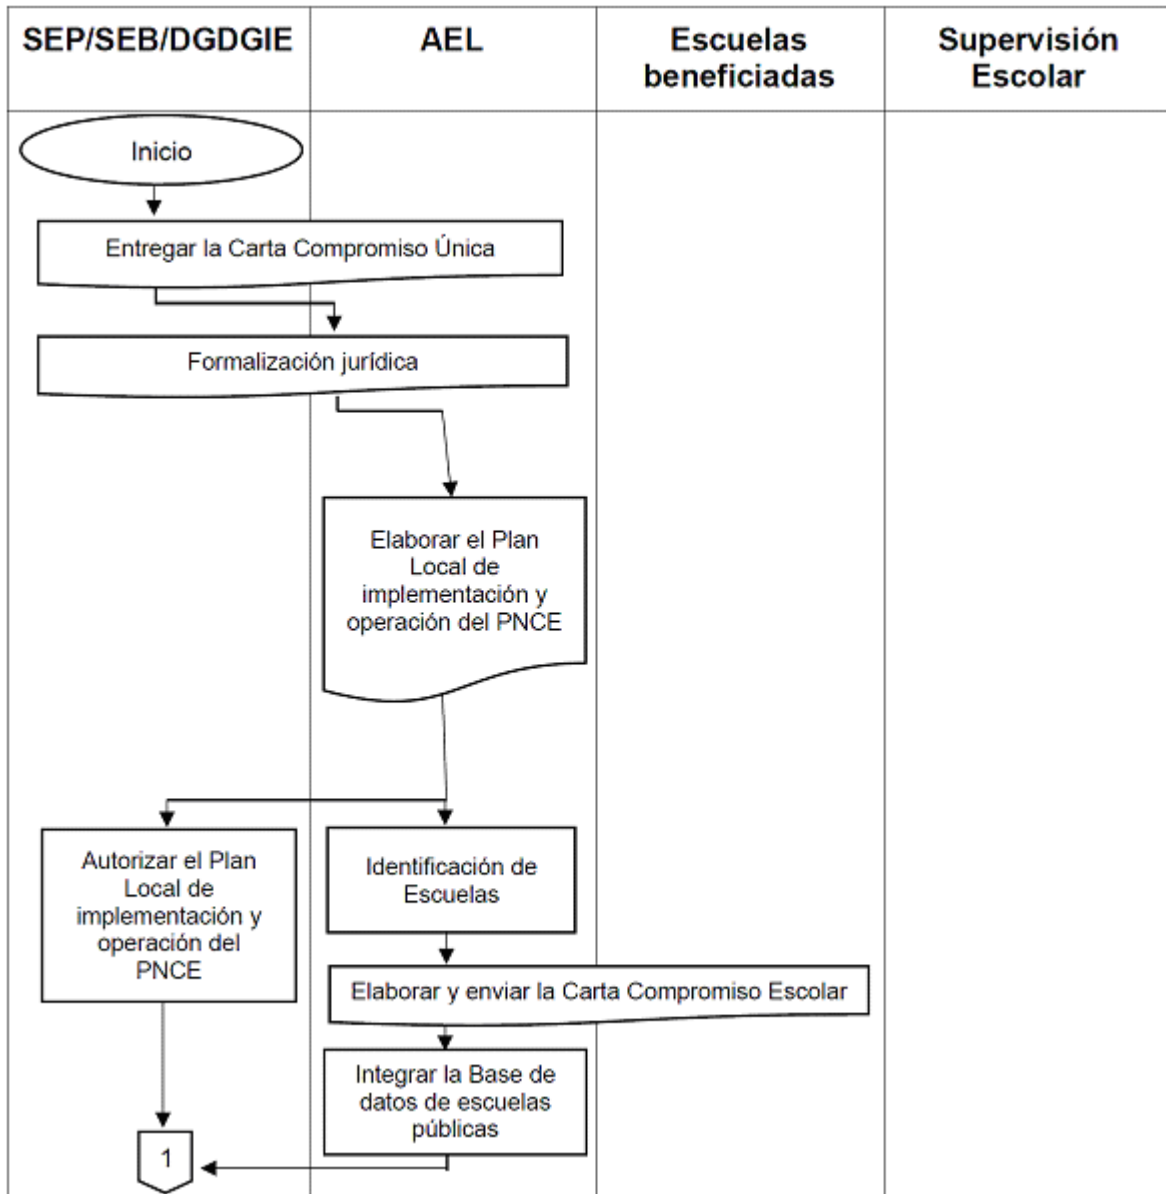 SEP/SEB/DGDGIE
AEL
Escuelas
beneficiadas
Supervisión
Escolar
Inicio
Entregar la Carta Compromiso Única
Formalización jurídica
Elaborar el Plan
Local de
implementación y
operación del PNCE
Autorizar el Plan
Local de
implementación y
operación del
PNCE
Identificación de
Escuelas
Elaborar y enviar la Carta Compromiso Escolar
Integrar la Base de
datos de escuelas
públicas
1